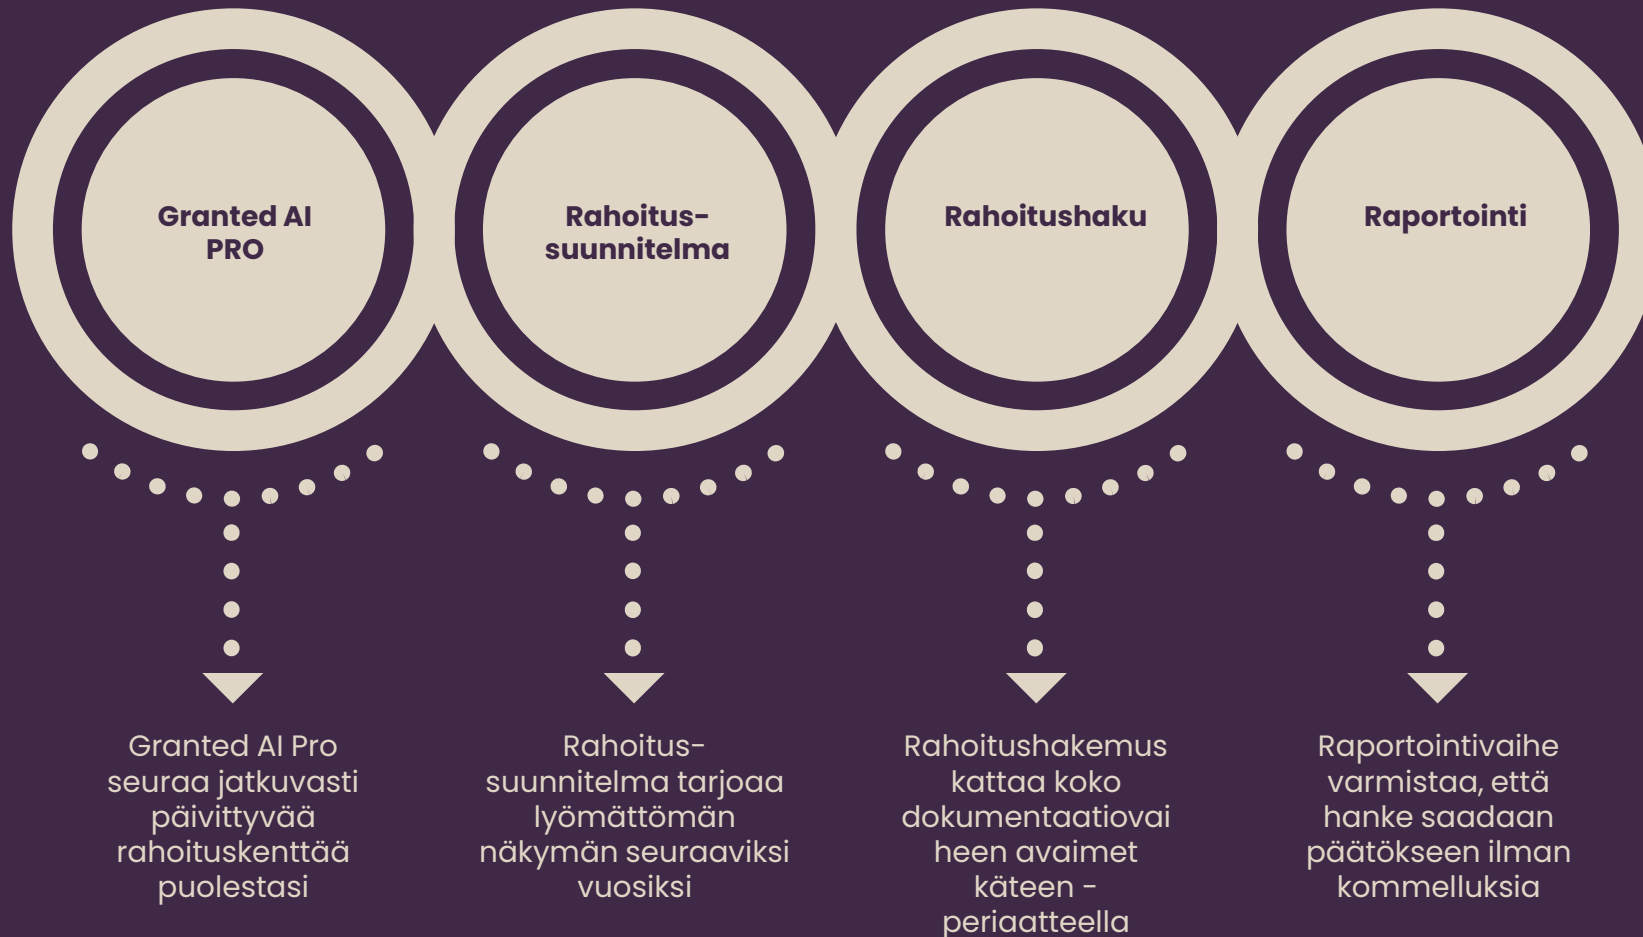 Granted AI
PRO
Rahoitus-
suunnitelma
Rahoitushaku
Raportointi
Granted AI Pro
seuraa jatkuvasti
päivittyvää
rahoituskenttää
puolestasi
Rahoitus-
suunnitelma tarjoaa
lyömättömän
näkymän seuraaviksi
vuosiksi
Rahoitushakemus
kattaa koko
dokumentaatiovai
heen avaimet
käteen -
periaatteella
Raportointivaihe
varmistaa, että
hanke saadaan
päätökseen ilman
kommelluksia